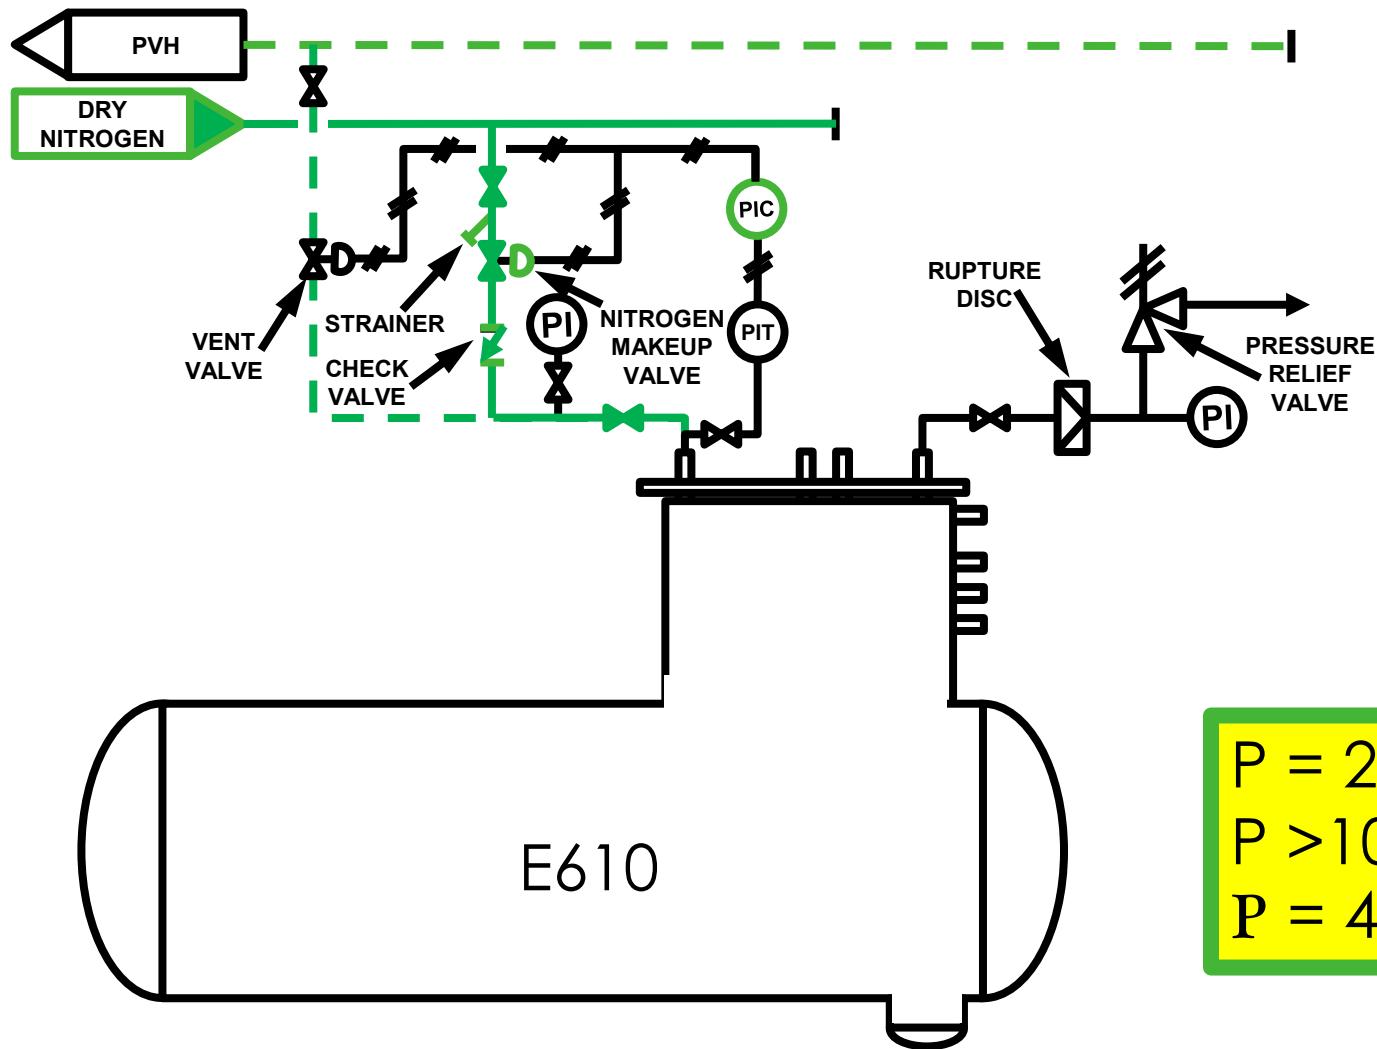 PVH
DRY
NITROGEN
PIC
RUPTURE
DISC
STRAINER
PI
NITROGEN
MAKEUP
VALVE
PIT
VENT
VALVE
CHECK
VALVE
PRESSURE
RELIEF
VALVE
PI
E610
P = 2
P >10
P = 4